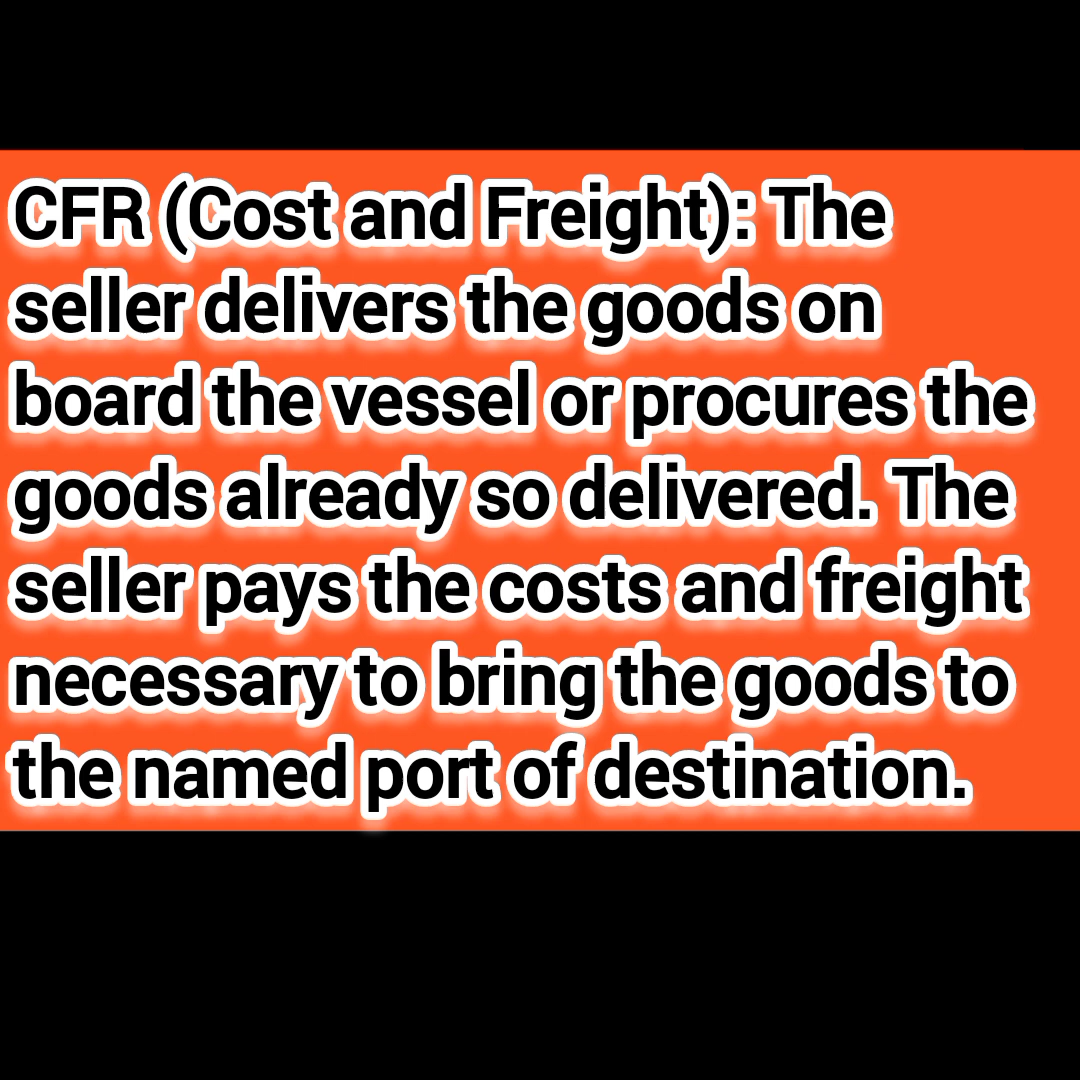 CFR (Cost and Freight): The
seller delivers the goods on
board the vessel or procures the
goods already so delivered. The
seller pays the costs and freight
necessary to bring the goods to
the named port of destination.